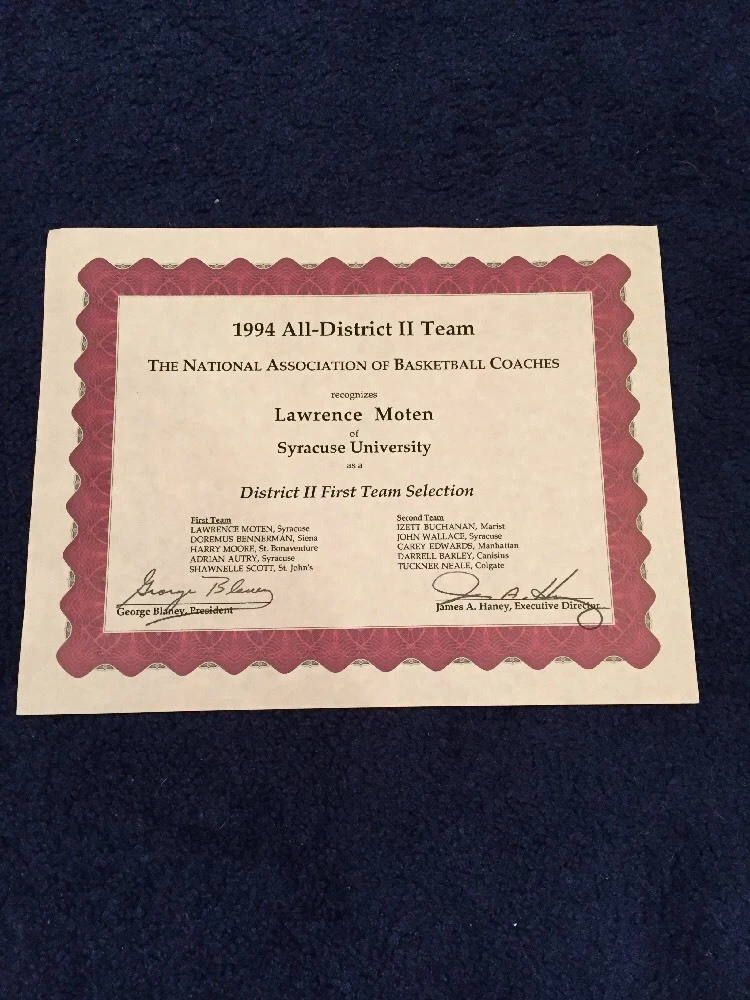 1994 All-District II Team
THE NATIONAL ASSOCIATION OF BASKETBALL COACHES
recognizes
Lawrence Moten
of
Syracuse University
as a
District II First Team Selection
First Team
LAWRENCE MOTEN, Syracuse
DOREMUS BENNERMAN, Siena
HARRY MOORE, St. Bonaventure
ADRIAN AUTRY, Syracuse
SHAWNELLE SCOTT, St. John's
Second Team
IZETT BUCHANAN, Marist
JOHN WALLACE, Syracuse
CAREY EDWARDS, Manhattan
DARRELL BARLEY, Canisius
TUCKNER NEALE, Colgate
George Blaney
George Blaney, President
James A. Haney, Executive Director